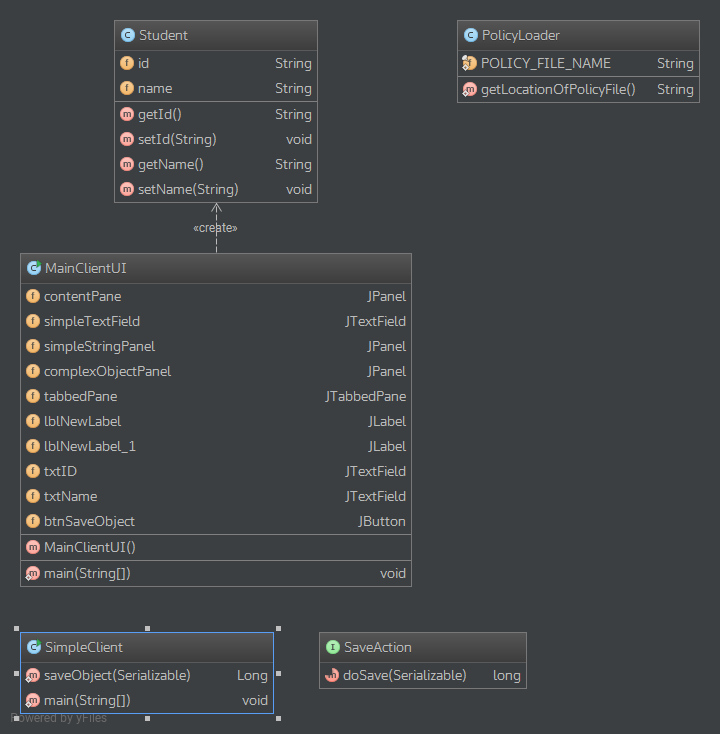 Student
id String
name String
getId() String
setId(String) void
getName() String
setName(String) void
PolicyLoader
POLICY_FILE_NAME String
getLocationOfPolicyFile() String
«create»
MainClientUI
contentPane JPanel
simpleTextField JTextField
simpleStringPanel JPanel
complexObjectPanel JPanel
tabbedPane JTabbedPane
lblNewLabel JLabel
lblNewLabel_1 JLabel
txtID JTextField
txtName JTextField
btnSaveObject JButton
MainClientUI()
main(String[]) void
SimpleClient
saveObject(Serializable) Long
main(String[]) void
SaveAction
doSave(Serializable) long
Powered by yFiles